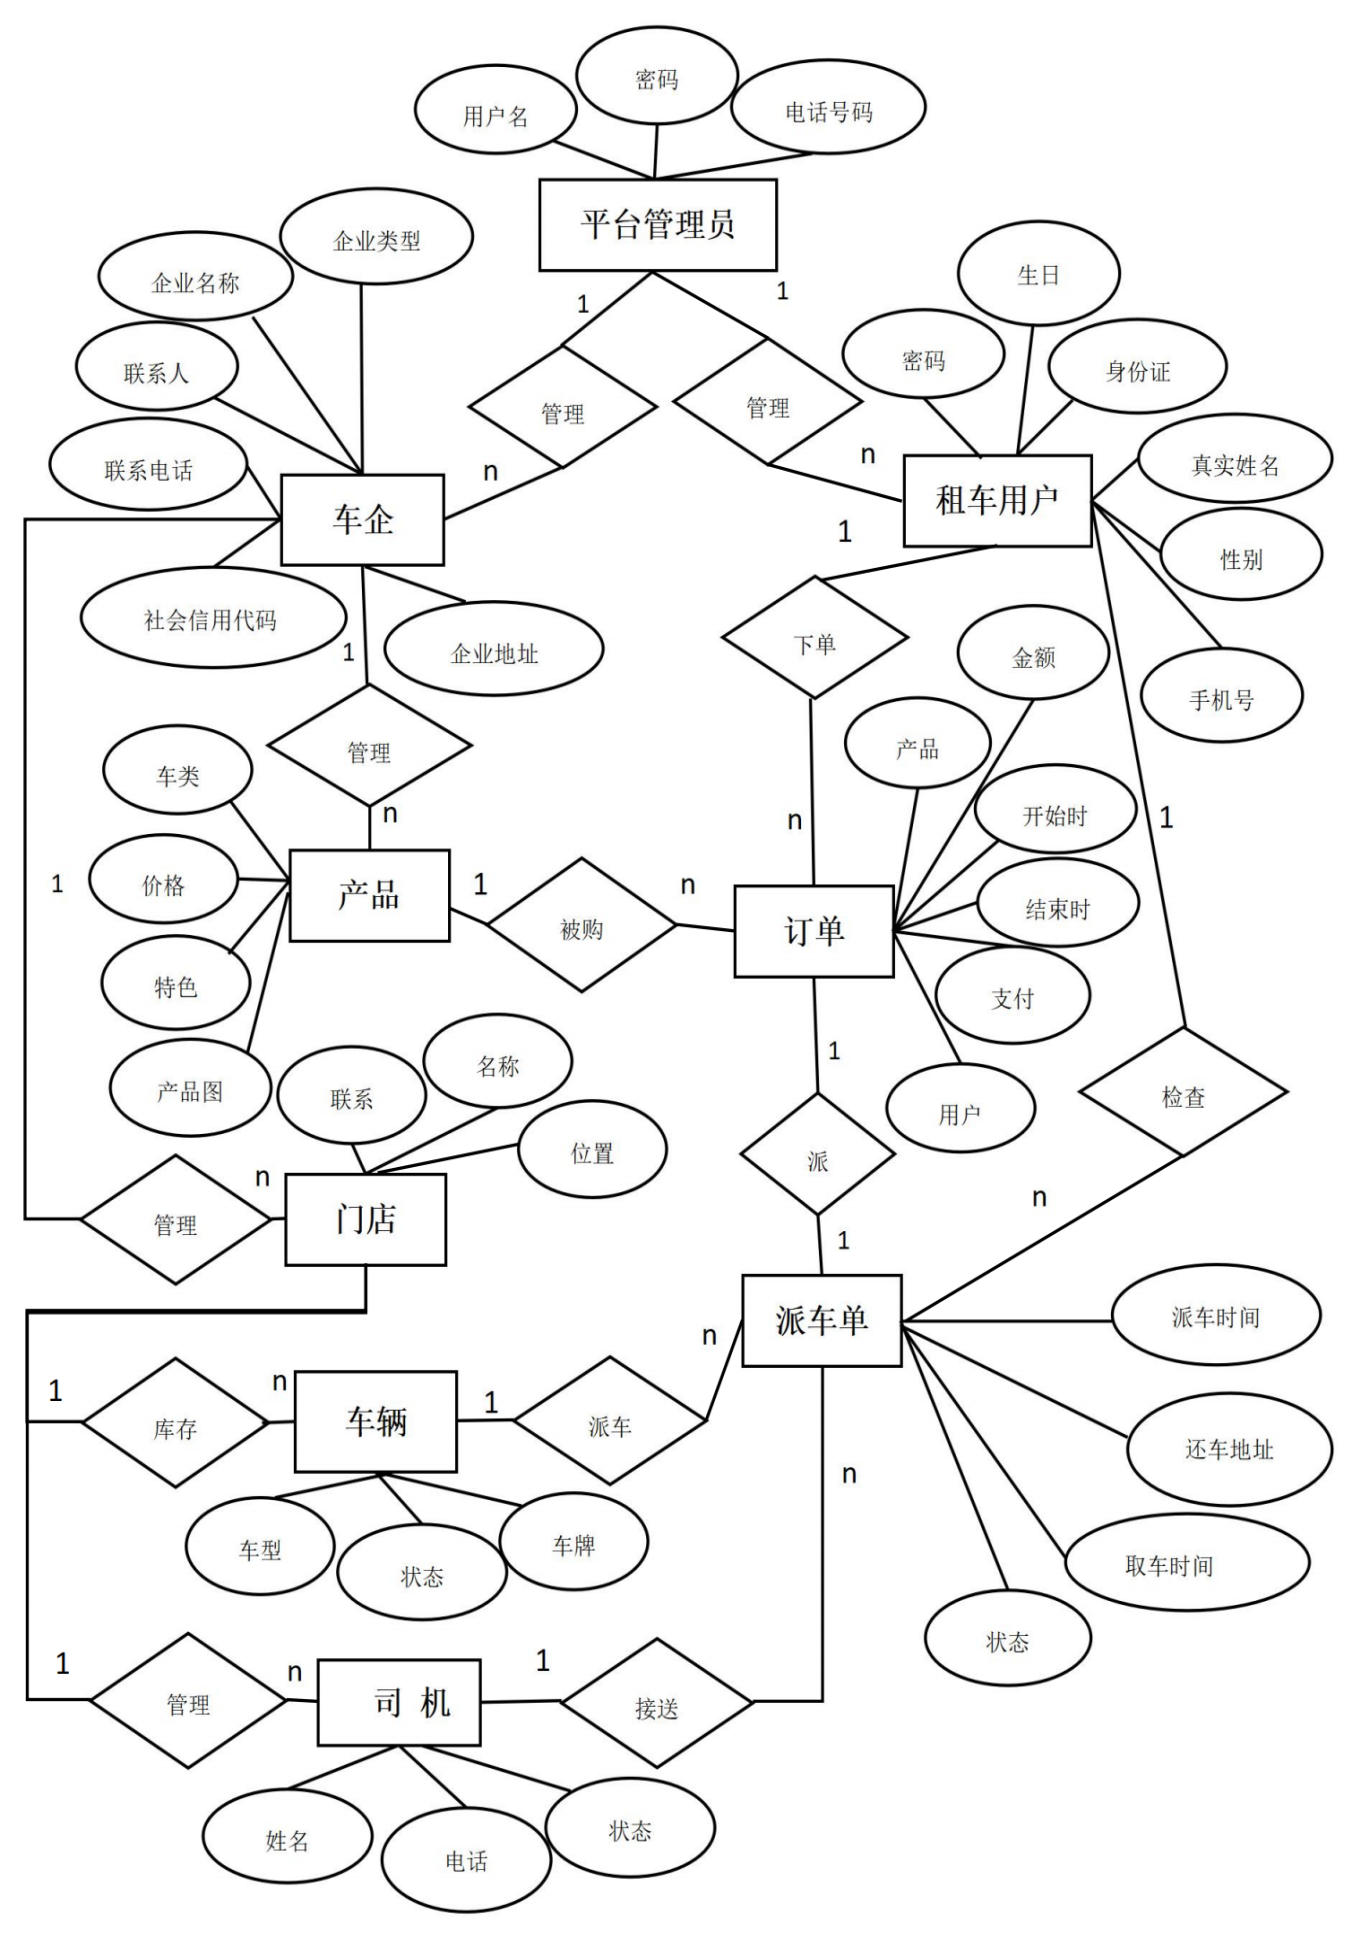 密码
用户名
电话号码
平台管理员
企业类型
生日
企业名称
1
1
密码
身份证
联系人
管理
管理
真实姓名
联系电话
n
n
租车用户
车企
1
性别
社会信用代码
1
企业地址
下单
金额
手机号
管理
产品
车类
n
n
开始时
1
1
价格
产品
1
n
结束时
被购
订单
特色
支付
1
名称
产品图
联系
用户
检查
位置
派
n
n
管理
门店
1
派车单
派车时间
n
1
n
1
库存
车辆
派车
还车地址
n
车型
状态
车牌
取车时间
状态
1
n
1
管理
司 机
接送
姓名
电话
状态